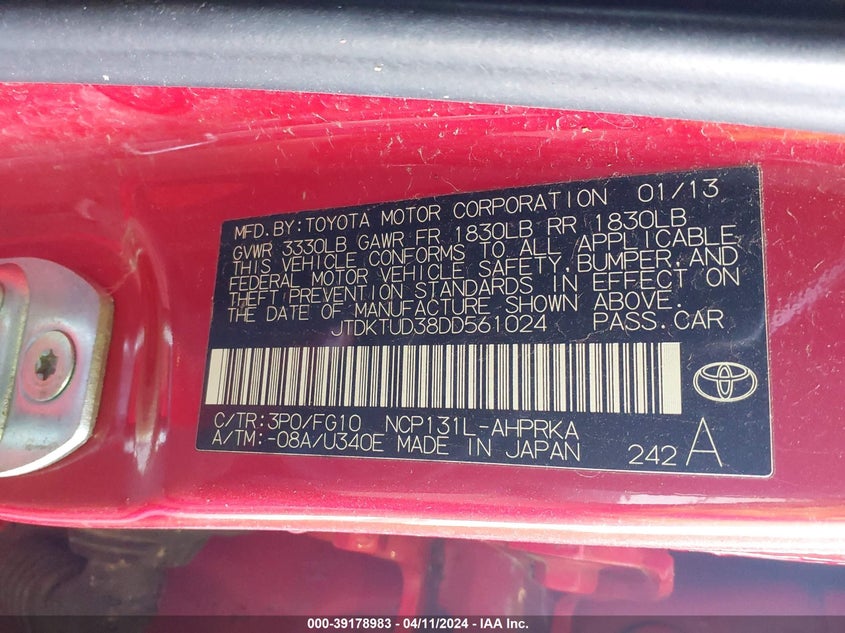 MFD.BY:TOYOTA MOTOR CORPORATION 01/13
GVWR 3330LB GAWR FR 1830LB RR 1830LB
THIS VEHICLE CONFORMS TO ALL APPLICABLE
FEDERAL MOTOR VEHICLE SAFETY,BUMPER,AND
THEFT PREVENTION STANDARDS IN EFFECT ON
THE DATE OF MANUFACTURE SHOWN ABOVE.
JTDKTUD38DD561024 PASS.CAR
C/TR:3P0/FG10 NCP131L-AHPRKA
A/TM:-08A/U340E MADE IN JAPAN 242 A
000-39178983 - 04/11/2024 - IAA Inc.